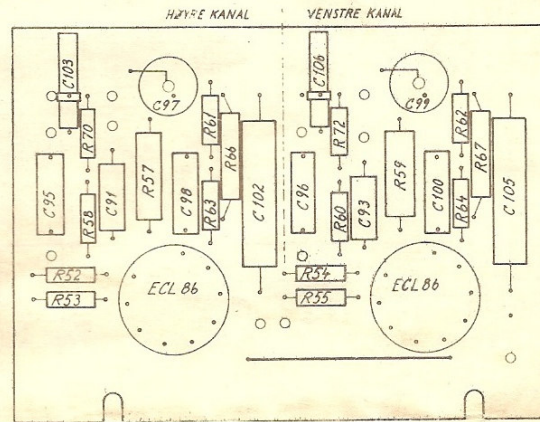 HØYRE KANAL
VENSTRE KANAL
C103
C97
C106
C99
R70
R61
R66
R72
R62
R67
C95
R58
C91
R57
C98
R63
C102
C96
R60
C93
R59
C100
R64
C105
R52
R53
ECL 86
R54
R55
ECL 86